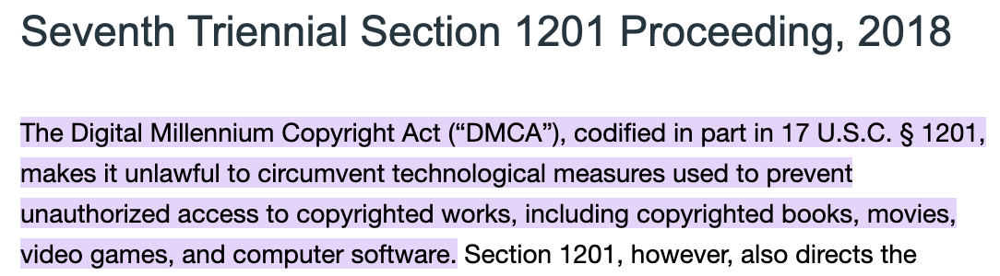 Seventh Triennial Section 1201 Proceeding, 2018
The Digital Millennium Copyright Act (“DMCA”), codified in part in 17 U.S.C. § 1201,
makes it unlawful to circumvent technological measures used to prevent
unauthorized access to copyrighted works, including copyrighted books, movies,
video games, and computer software. Section 1201, however, also directs the